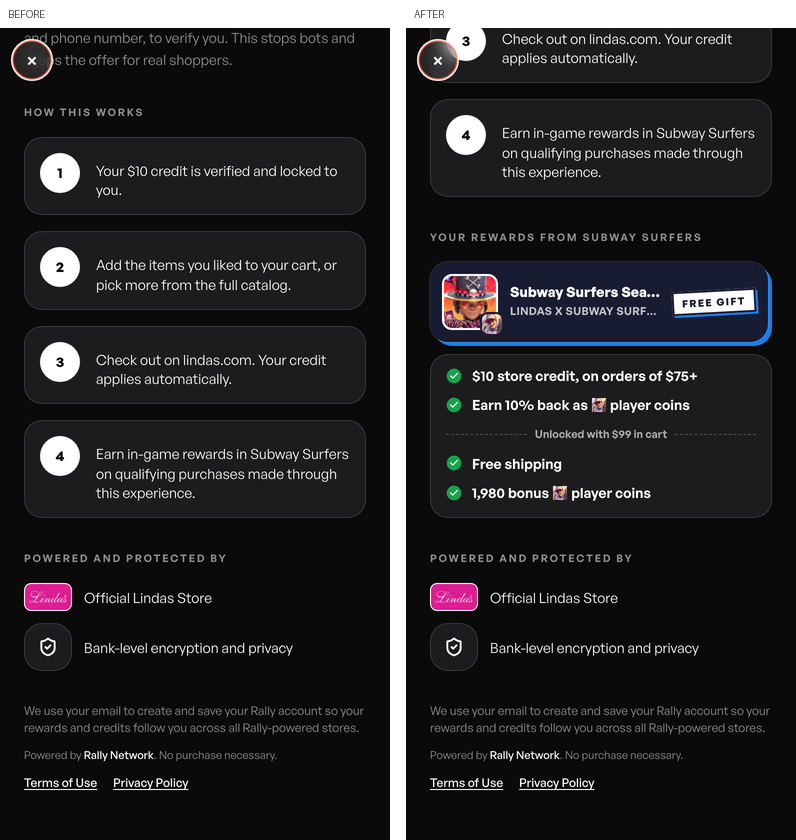 BEFORE
and phone number, to verify you. This stops bots and
the offer for real shoppers.
HOW THIS WORKS
1
Your $10 credit is verified and locked to
you.
2
Add the items you liked to your cart, or
pick more from the full catalog.
3
Check out on lindas.com. Your credit
applies automatically.
4
Earn in-game rewards in Subway Surfers
on qualifying purchases made through
this experience.
POWERED AND PROTECTED BY
Linda's
Official Lindas Store
Bank-level encryption and privacy
We use your email to create and save your Rally account so your
rewards and credits follow you across all Rally-powered stores.
Powered by Rally Network. No purchase necessary.
Terms of Use Privacy Policy
AFTER
3
Check out on lindas.com. Your credit
applies automatically.
4
Earn in-game rewards in Subway Surfers
on qualifying purchases made through
this experience.
YOUR REWARDS FROM SUBWAY SURFERS
Subway Surfers Sea...
LINDAS X SUBWAY SURF...
FREE GIFT
$10 store credit, on orders of $75+
Earn 10% back as player coins
Unlocked with $99 in cart
Free shipping
1,980 bonus player coins
POWERED AND PROTECTED BY
Linda's
Official Lindas Store
Bank-level encryption and privacy
We use your email to create and save your Rally account so your
rewards and credits follow you across all Rally-powered stores.
Powered by Rally Network. No purchase necessary.
Terms of Use Privacy Policy